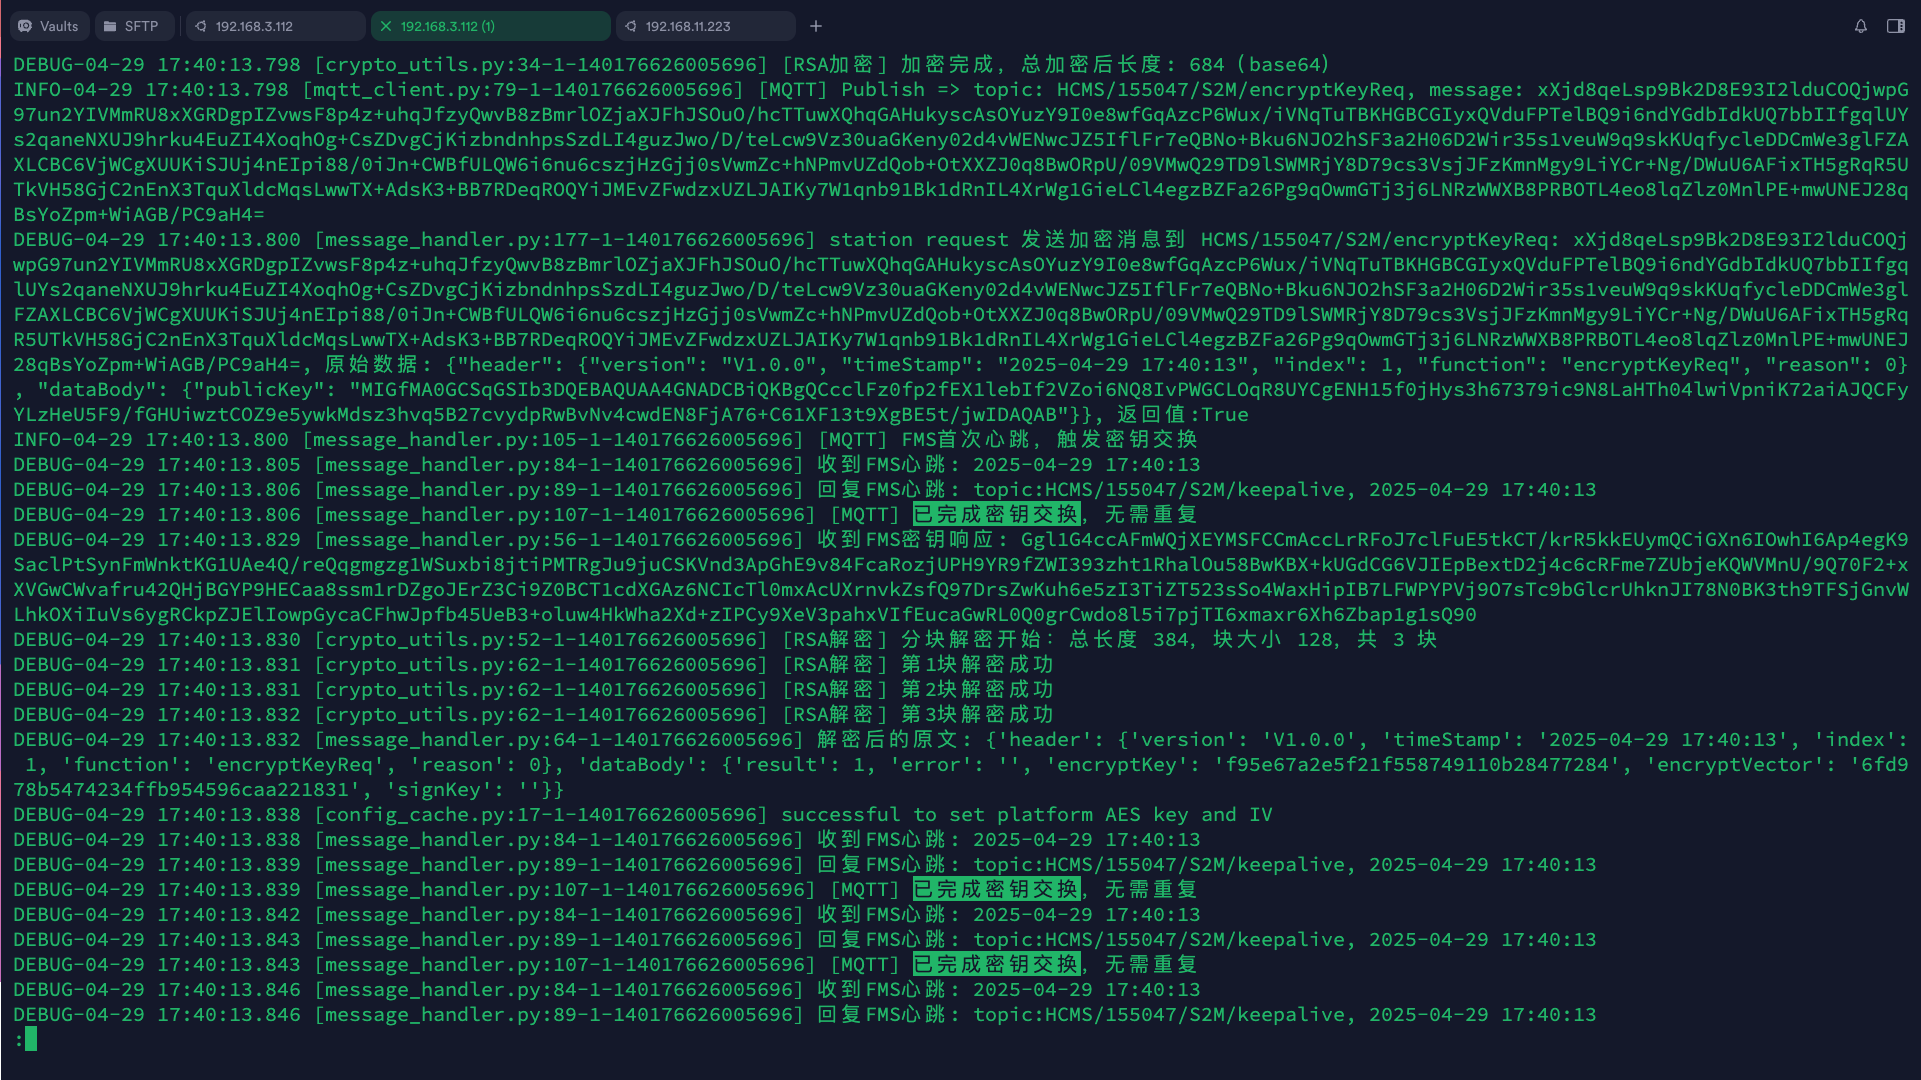 Vaults SFTP 192.168.3.112 192.168.3.112 (1) 192.168.11.223
DEBUG-04-29 17:40:13.798 [crypto_utils.py:34-1-140176626005696] [RSA加密] 加密完成, 总加密后长度: 684 (base64)
INFO-04-29 17:40:13.798 [mqtt_client.py:79-1-140176626005696] [MQTT] Publish => topic: HCMS/155047/S2M/encryptKeyReq, message: xXjd8qeLsp9Bk2D8E93I2lduCOQjwpG
97un2YIVMmRU8xXGRDgpIZvwsF8p4z+uhqJfzyQwvB8zBmrlOZjaXJFhJSOuO/hcTTuwXQhqGAHukyscAsOYuzY9I0e8wfGqAzcP6Wux/iVNqTuTBKHGBCGIyxQVduFPTelBQ9i6ndYGdbIdkUQ7bbIIfgqlUY
s2qaneNXUJ9hrku4EuZI4XoqhOg+CsZDvgCjKizbndnhpsSzdLI4guzJwo/D/teLcw9Vz30uaGKeny02d4vWENwcJZ5IflFr7eQBNo+Bku6NJO2hSF3a2H06D2Wir35s1veuW9q9skKUqfycleDDCmWe3glFZA
XLCBC6VjWCgXUUKiSJUj4nEIpi88/0iJn+CWBfULQW6i6nu6cszjHzGjj0sVwmZc+hNPmvUZdQob+OtXXZJ0q8BwORpU/09VMwQ29TD9lSWMRjY8D79cs3VsjJFzKmnMgy9LiYCr+Ng/DWuU6AFixTH5gRqR5U
TkVH58GjC2nEnX3TquXldcMqsLwwTX+AdsK3+BB7RDeqROQYiJMEvZFwdzxUZLJAIKy7W1qnb91Bk1dRnIL4XrWg1GieLCl4egzBZFa26Pg9qOwmGTj3j6LNRzWWXB8PRBOTL4eo8lqZlz0MnlPE+mwUNEJ28q
BsYoZpm+WiAGB/PC9aH4=
DEBUG-04-29 17:40:13.800 [message_handler.py:177-1-140176626005696] station request 发送加密消息到 HCMS/155047/S2M/encryptKeyReq: xXjd8qeLsp9Bk2D8E93I2lduCOQj
wpG97un2YIVMmRU8xXGRDgpIZvwsF8p4z+uhqJfzyQwvB8zBmrlOZjaXJFhJSOuO/hcTTuwXQhqGAHukyscAsOYuzY9I0e8wfGqAzcP6Wux/iVNqTuTBKHGBCGIyxQVduFPTelBQ9i6ndYGdbIdkUQ7bbIIfgq
lUYs2qaneNXUJ9hrku4EuZI4XoqhOg+CsZDvgCjKizbndnhpsSzdLI4guzJwo/D/teLcw9Vz30uaGKeny02d4vWENwcJZ5IflFr7eQBNo+Bku6NJO2hSF3a2H06D2Wir35s1veuW9q9skKUqfycleDDCmWe3gl
FZAXLCBC6VjWCgXUUKiSJUj4nEIpi88/0iJn+CWBfULQW6i6nu6cszjHzGjj0sVwmZc+hNPmvUZdQob+OtXXZJ0q8BwORpU/09VMwQ29TD9lSWMRjY8D79cs3VsjJFzKmnMgy9LiYCr+Ng/DWuU6AFixTH5gRq
R5UTkVH58GjC2nEnX3TquXldcMqsLwwTX+AdsK3+BB7RDeqROQYiJMEvZFwdzxUZLJAIKy7W1qnb91Bk1dRnIL4XrWg1GieLCl4egzBZFa26Pg9qOwmGTj3j6LNRzWWXB8PRBOTL4eo8lqZlz0MnlPE+mwUNEJ
28qBsYoZpm+WiAGB/PC9aH4=, 原始数据: {"header": {"version": "V1.0.0", "timeStamp": "2025-04-29 17:40:13", "index": 1, "function": "encryptKeyReq", "reason": 0}
, "dataBody": {"publicKey": "MIGfMA0GCSqGSIb3DQEBAQUAA4GNADCBiQKBgQCcclFz0fp2fEX1lebIf2VZoi6NQ8IvPWGCLOqR8UYCgENH15f0jHys3h67379ic9N8LaHTh04lwiVpniK72aiAJQCFy
YLzHeU5F9/fGHUiwztCOZ9e5ywkMdsz3hvq5B27cvydpRwBvNv4cwdEN8FjA76+C61XF13t9XgBE5t/jwIDAQAB"}}, 返回值:True
INFO-04-29 17:40:13.800 [message_handler.py:105-1-140176626005696] [MQTT] FMS首次心跳, 触发密钥交换
DEBUG-04-29 17:40:13.805 [message_handler.py:84-1-140176626005696] 收到FMS心跳: 2025-04-29 17:40:13
DEBUG-04-29 17:40:13.806 [message_handler.py:89-1-140176626005696] 回复FMS心跳: topic:HCMS/155047/S2M/keepalive, 2025-04-29 17:40:13
DEBUG-04-29 17:40:13.806 [message_handler.py:107-1-140176626005696] [MQTT] 已完成密钥交换, 无需重复
DEBUG-04-29 17:40:13.829 [message_handler.py:56-1-140176626005696] 收到FMS密钥响应: Ggl1G4ccAFmWQjXEYMSFCCmAccLrRFoJ7clFuE5tkCT/krR5kkEUymQCiGXn6IOwhI6Ap4egK9
SaclPtSynFmWnktKG1UAe4Q/reQqgmgzg1WSuxbi8jtiPMTRgJu9juCSKVnd3ApGhE9v84FcaRozjUPH9YR9fZWI393zht1RhalOu58BwKBX+kUGdCG6VJIEpBextD2j4c6cRFme7ZUbjeKQWVMnU/9Q70F2+x
XVGwCWvafru42QHjBGYP9HECaa8ssm1rDZgoJErZ3Ci9Z0BCT1cdXGAz6NCIcTl0mxAcUXrnvkZsfQ97DrsZwKuh6e5zI3TiZT523sSo4WaxHipIB7LFWPYPVj9O7sTc9bGlcrUhknJI78N0BK3th9TFSjGnvW
LhkOXiIuVs6ygRCkpZJElIowpGycaCFhwJpfb45UeB3+oluw4HkWha2Xd+zIPCy9XeV3pahxVIfEucaGwRL0Q0grCwdo8l5i7pjTI6xmaxr6Xh6Zbap1g1sQ90
DEBUG-04-29 17:40:13.830 [crypto_utils.py:52-1-140176626005696] [RSA解密] 分块解密开始: 总长度 384, 块大小 128, 共 3 块
DEBUG-04-29 17:40:13.831 [crypto_utils.py:62-1-140176626005696] [RSA解密] 第1块解密成功
DEBUG-04-29 17:40:13.831 [crypto_utils.py:62-1-140176626005696] [RSA解密] 第2块解密成功
DEBUG-04-29 17:40:13.832 [crypto_utils.py:62-1-140176626005696] [RSA解密] 第3块解密成功
DEBUG-04-29 17:40:13.832 [message_handler.py:64-1-140176626005696] 解密后的原文: {'header': {'version': 'V1.0.0', 'timeStamp': '2025-04-29 17:40:13', 'index':
 1, 'function': 'encryptKeyReq', 'reason': 0}, 'dataBody': {'result': 1, 'error': '', 'encryptKey': 'f95e67a2e5f21f558749110b28477284', 'encryptVector': '6fd9
78b5474234ffb954596caa221831', 'signKey': ''}}
DEBUG-04-29 17:40:13.838 [config_cache.py:17-1-140176626005696] successful to set platform AES key and IV
DEBUG-04-29 17:40:13.838 [message_handler.py:84-1-140176626005696] 收到FMS心跳: 2025-04-29 17:40:13
DEBUG-04-29 17:40:13.839 [message_handler.py:89-1-140176626005696] 回复FMS心跳: topic:HCMS/155047/S2M/keepalive, 2025-04-29 17:40:13
DEBUG-04-29 17:40:13.839 [message_handler.py:107-1-140176626005696] [MQTT] 已完成密钥交换, 无需重复
DEBUG-04-29 17:40:13.842 [message_handler.py:84-1-140176626005696] 收到FMS心跳: 2025-04-29 17:40:13
DEBUG-04-29 17:40:13.843 [message_handler.py:89-1-140176626005696] 回复FMS心跳: topic:HCMS/155047/S2M/keepalive, 2025-04-29 17:40:13
DEBUG-04-29 17:40:13.843 [message_handler.py:107-1-140176626005696] [MQTT] 已完成密钥交换, 无需重复
DEBUG-04-29 17:40:13.846 [message_handler.py:84-1-140176626005696] 收到FMS心跳: 2025-04-29 17:40:13
DEBUG-04-29 17:40:13.846 [message_handler.py:89-1-140176626005696] 回复FMS心跳: topic:HCMS/155047/S2M/keepalive, 2025-04-29 17:40:13
: